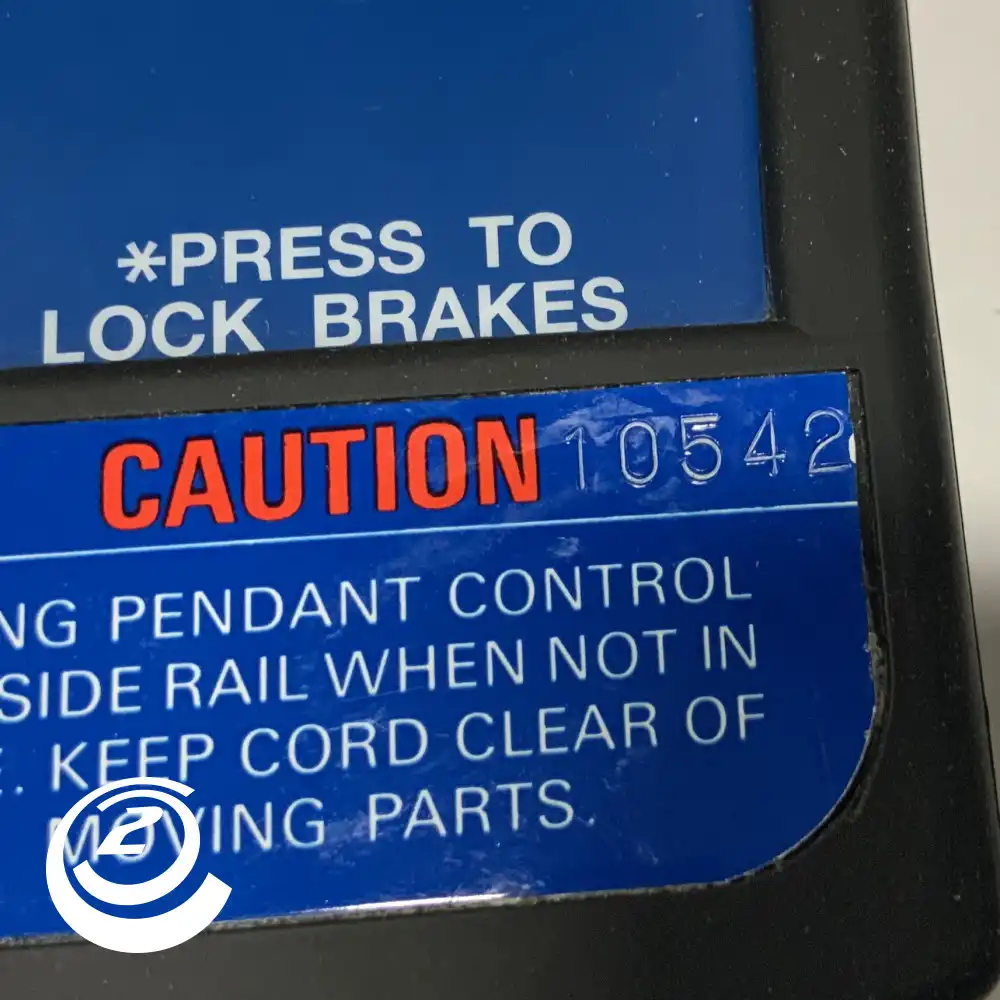 *PRESS TO
LOCK BRAKES
CAUTION 10542
NG PENDANT CONTROL
SIDE RAIL WHEN NOT IN
E. KEEP CORD CLEAR OF
MOVING PARTS.